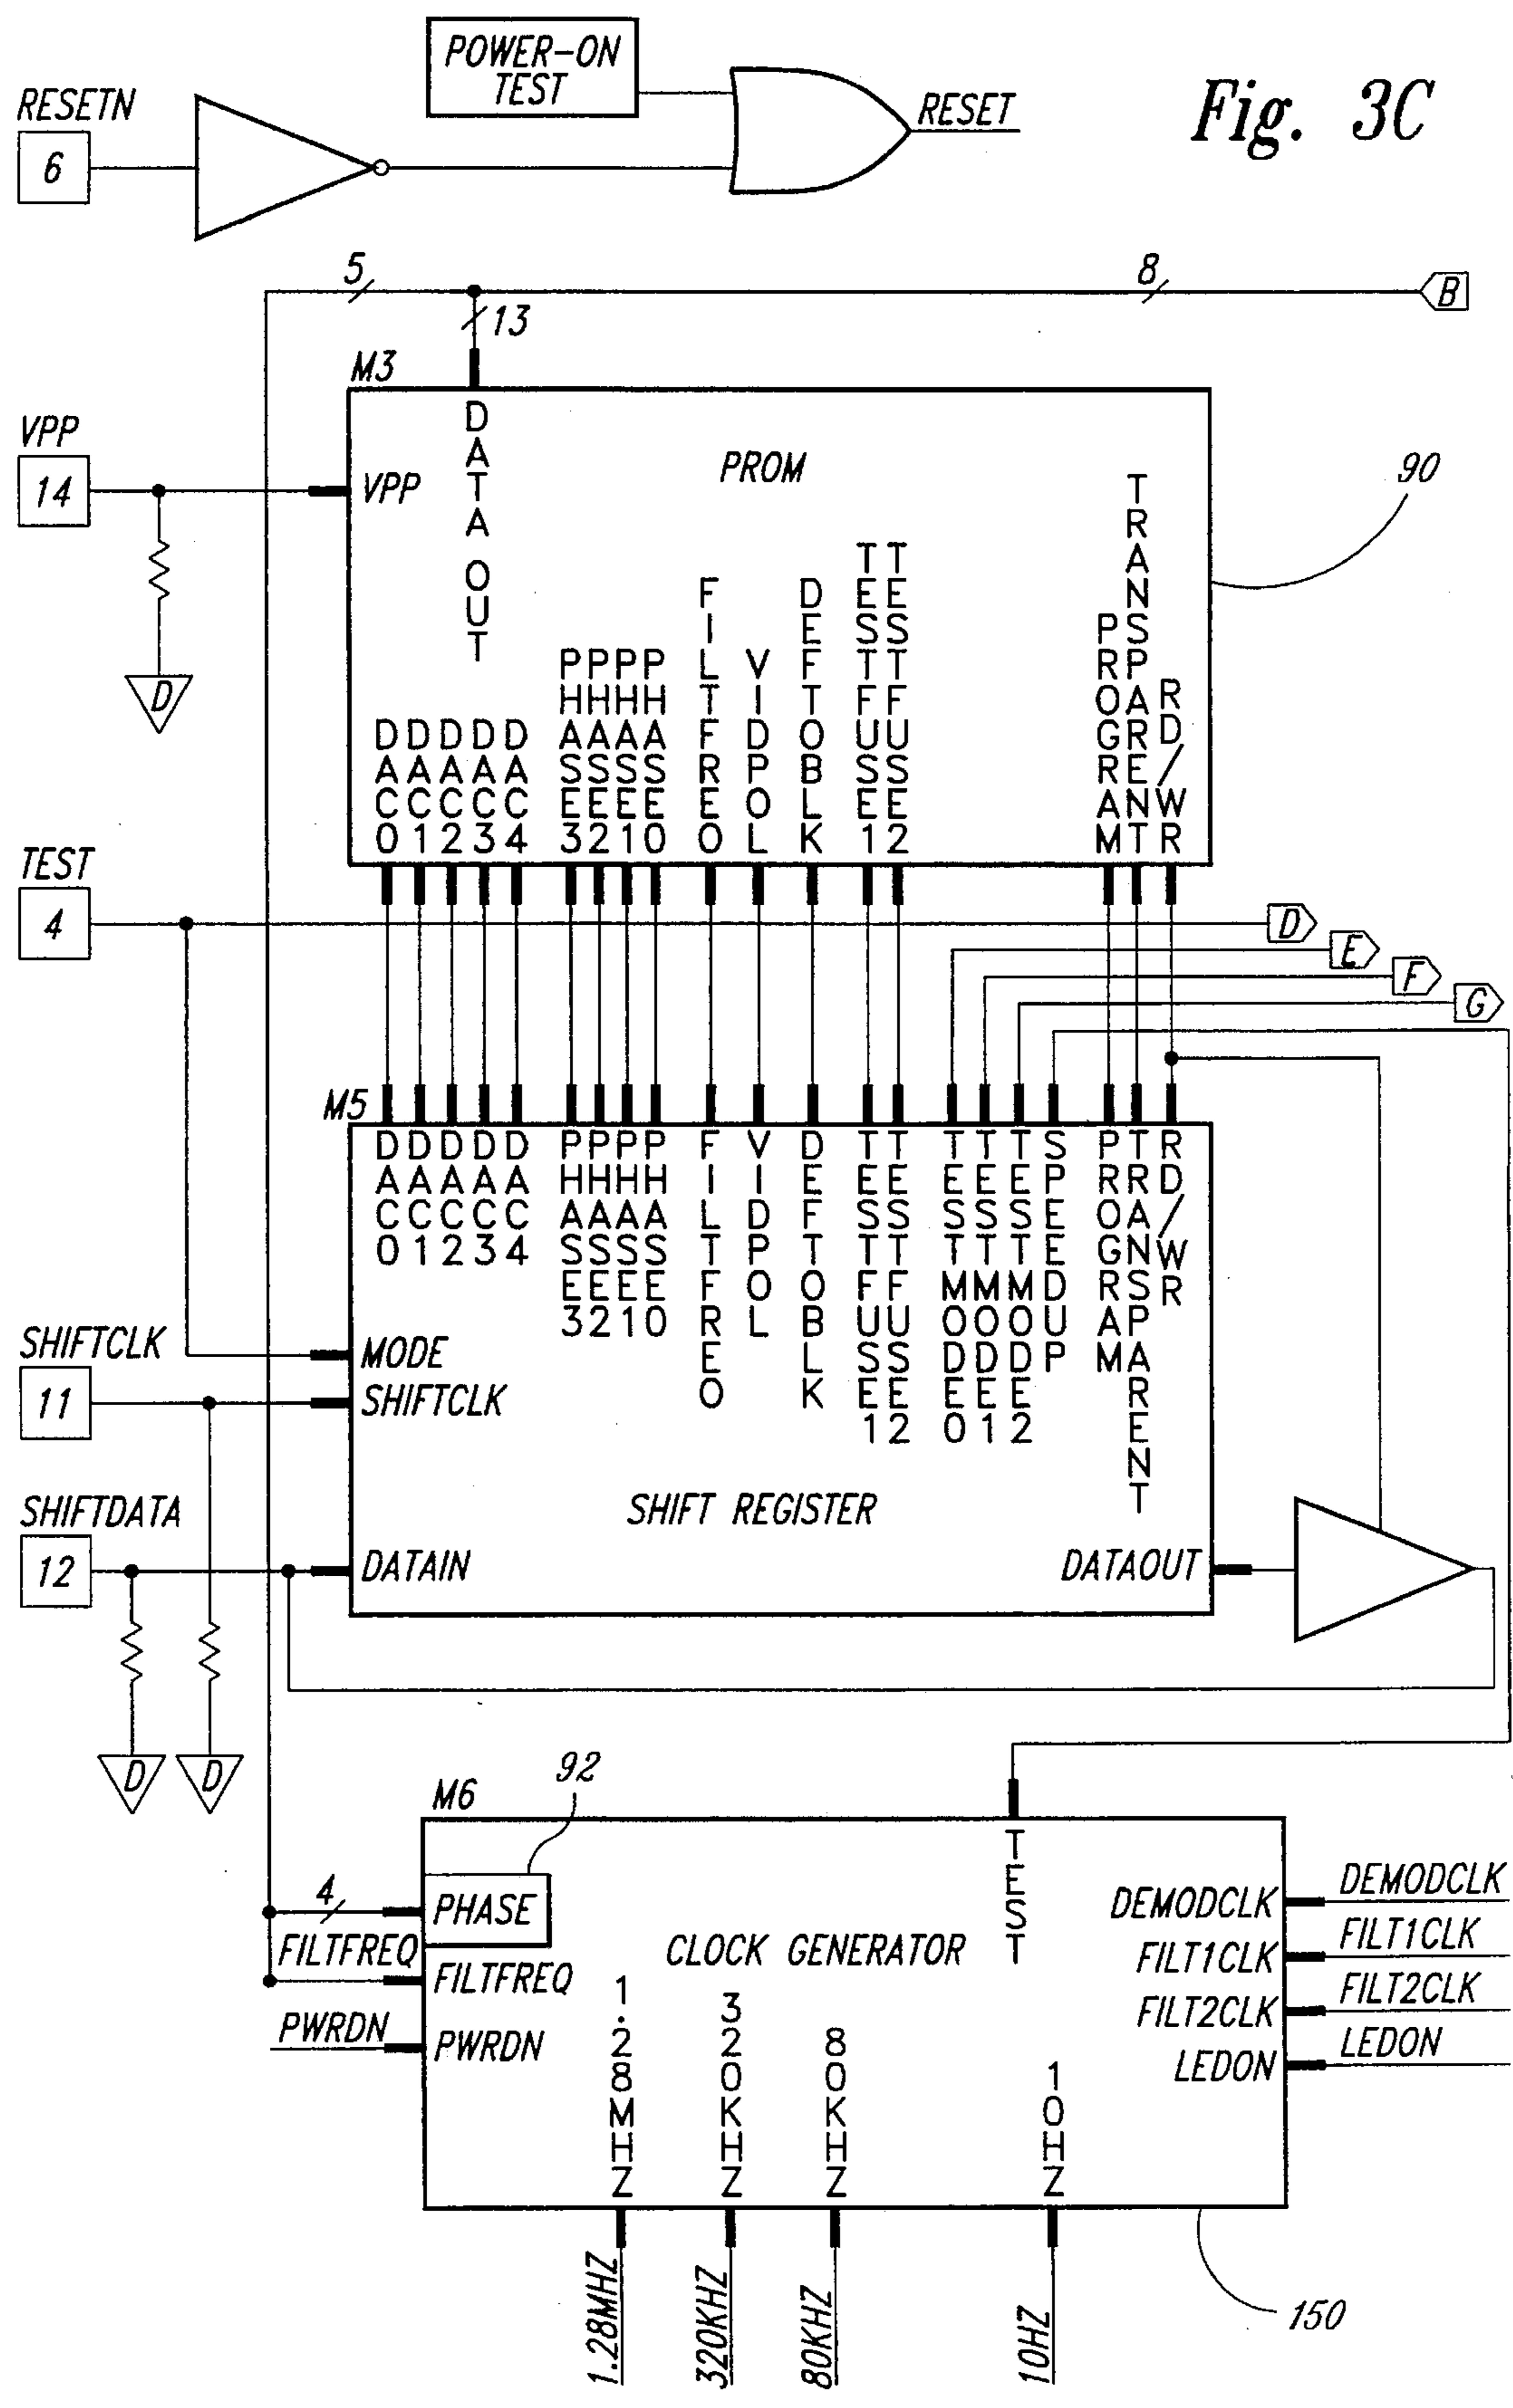 Fig. 3C
POWER-ON
TEST
RESETN
6
RESET
5
8
B
13
M3
VPP
14
VPP
DATA OUT
PROM
90
D
DAC0
DAC1
DAC2
DAC3
DAC4
PHASE3
PHASE2
PHASE1
PHASE0
FILTFREO
VIDPOL
DEFTOBLK
TESTFUSE1
TESTFUSE2
PROGRAM
TRANSPARENT
RD/WR
TEST
4
D
E
F
G
M5
DAC0
DAC1
DAC2
DAC3
DAC4
PHASE3
PHASE2
PHASE1
PHASE0
FILTFREO
VIDPOL
DEFTOBLK
TESTFUSE1
TESTFUSE2
TESTMODE0
TESTMODE1
TESTMODE2
SPEEDUP
PROGRAM
TRANSPARENT
RD/WR
SHIFTCLK
11
MODE
SHIFTCLK
SHIFTDATA
12
SHIFT REGISTER
DATAIN
DATAOUT
D
D
M6
92
TEST
4
PHASE
FILTFREQ
FILTFREQ
PWRDN
PWRDN
CLOCK GENERATOR
DEMODCLK
DEMODCLK
FILT1CLK
FILT1CLK
FILT2CLK
FILT2CLK
LEDON
LEDON
1.28MHZ
320KHZ
80KHZ
10HZ
1.28MHZ
320KHZ
80KHZ
10HZ
150